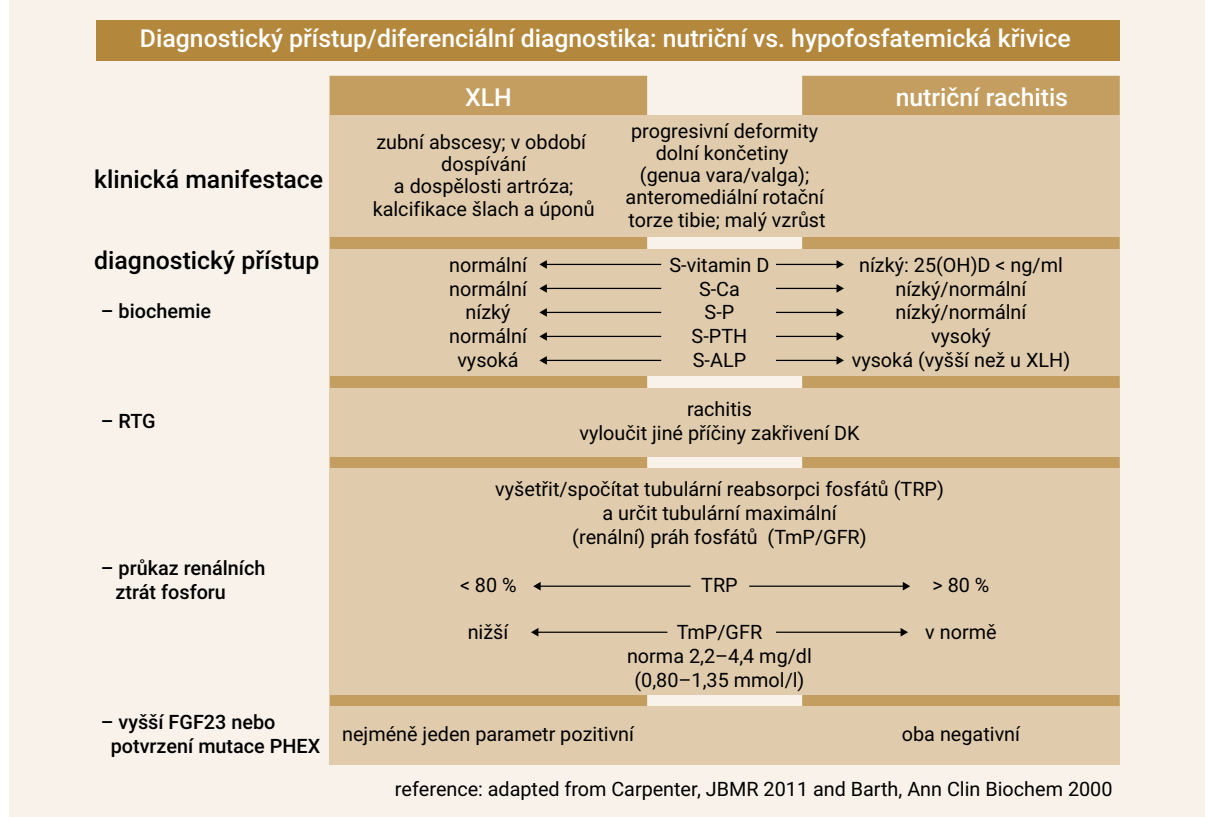 Diagnostický přístup/diferenciální diagnostika: nutriční vs. hypofosfatemická křivice
XLH
nutriční rachitis
klinická manifestace
zubní abscesy; v období
dospívání
a dospělosti artróza;
kalcifikace šlach a úponů
progresivní deformity
dolní končetiny
(genua vara/valga);
anteromediální rotační
torze tibie; malý vzrůst
diagnostický přístup
– biochemie
normální S-vitamin D nízký: 25(OH)D < ng/ml
normální S-Ca nízký/normální
nízký S-P nízký/normální
normální S-PTH vysoký
vysoká S-ALP vysoká (vyšší než u XLH)
– RTG
rachitis
vyloučit jiné příčiny zakřivení DK
– průkaz renálních
ztrát fosforu
vyšetřit/spočítat tubulární reabsorpci fosfátů (TRP)
a určit tubulární maximální
(renální) práh fosfátů (TmP/GFR)
< 80 % TRP > 80 %
nižší TmP/GFR v normě
norma 2,2–4,4 mg/dl
(0,80–1,35 mmol/l)
– vyšší FGF23 nebo
potvrzení mutace PHEX
nejméně jeden parametr pozitivní
oba negativní
reference: adapted from Carpenter, JBMR 2011 and Barth, Ann Clin Biochem 2000